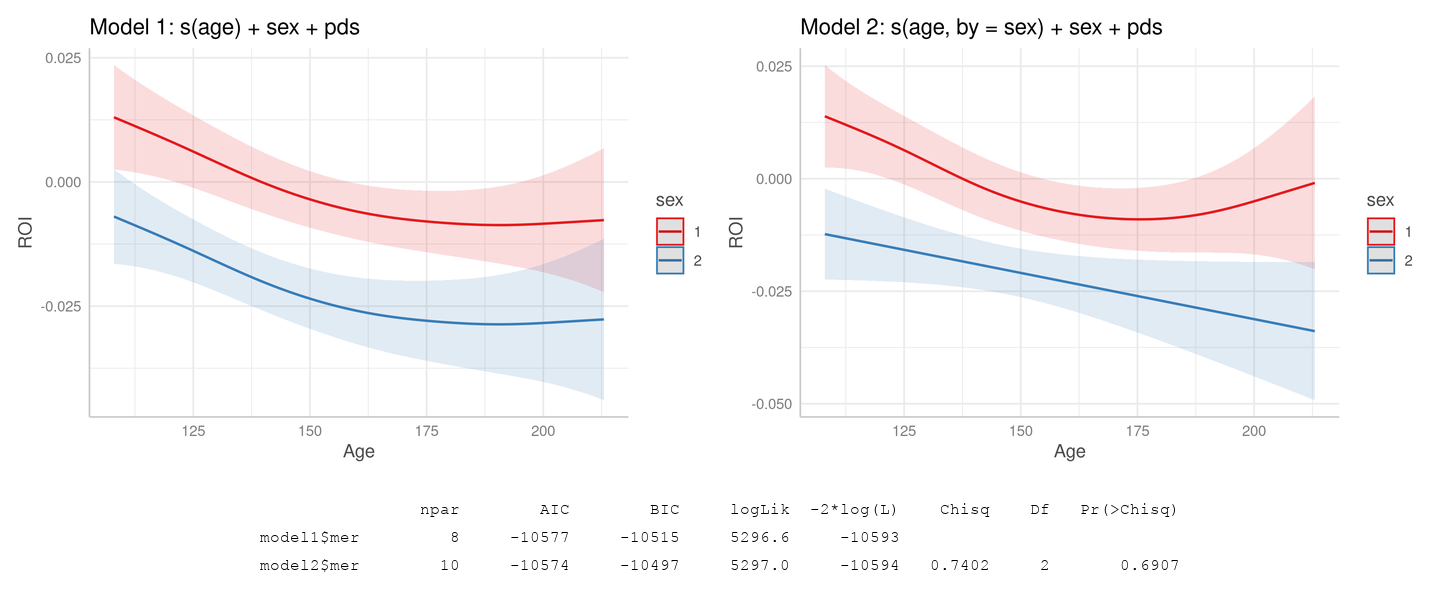 Model 1: s(age) + sex + pds
0.025
0.000
-0.025
ROI
125 150 175 200
Age
sex
1
2
Model 2: s(age, by = sex) + sex + pds
0.025
0.000
-0.025
-0.050
ROI
125 150 175 200
Age
sex
1
2
npar AIC BIC logLik -2*log(L) Chisq Df Pr(>Chisq)
model1$mer 8 -10577 -10515 5296.6 -10593
model2$mer 10 -10574 -10497 5297.0 -10594 0.7402 2 0.6907